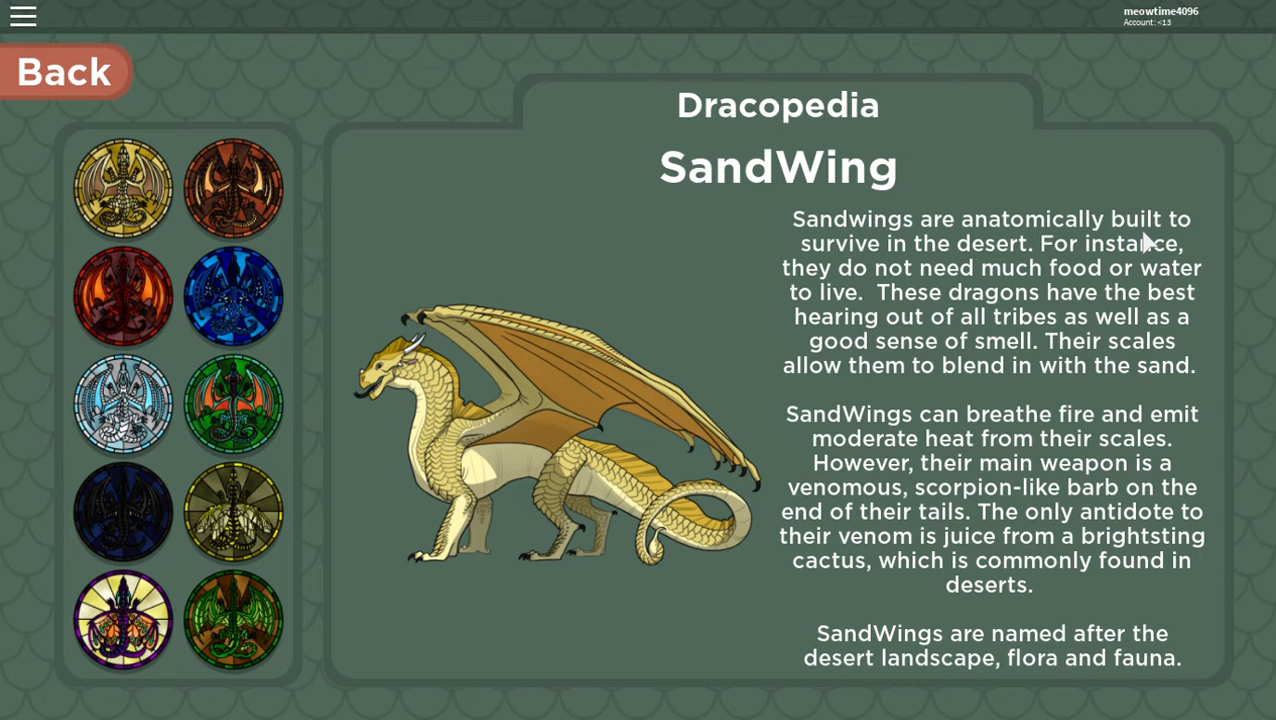 meowtime4096
Account: <13
Back
Dracopedia
SandWing
Sandwings are anatomically built to
survive in the desert. For instance,
they do not need much food or water
to live.  These dragons have the best
hearing out of all tribes as well as a
good sense of smell. Their scales
allow them to blend in with the sand.
SandWings can breathe fire and emit
moderate heat from their scales.
However, their main weapon is a
venomous, scorpion-like barb on the
end of their tails. The only antidote to
their venom is juice from a brightsting
cactus, which is commonly found in
deserts.
SandWings are named after the
desert landscape, flora and fauna.